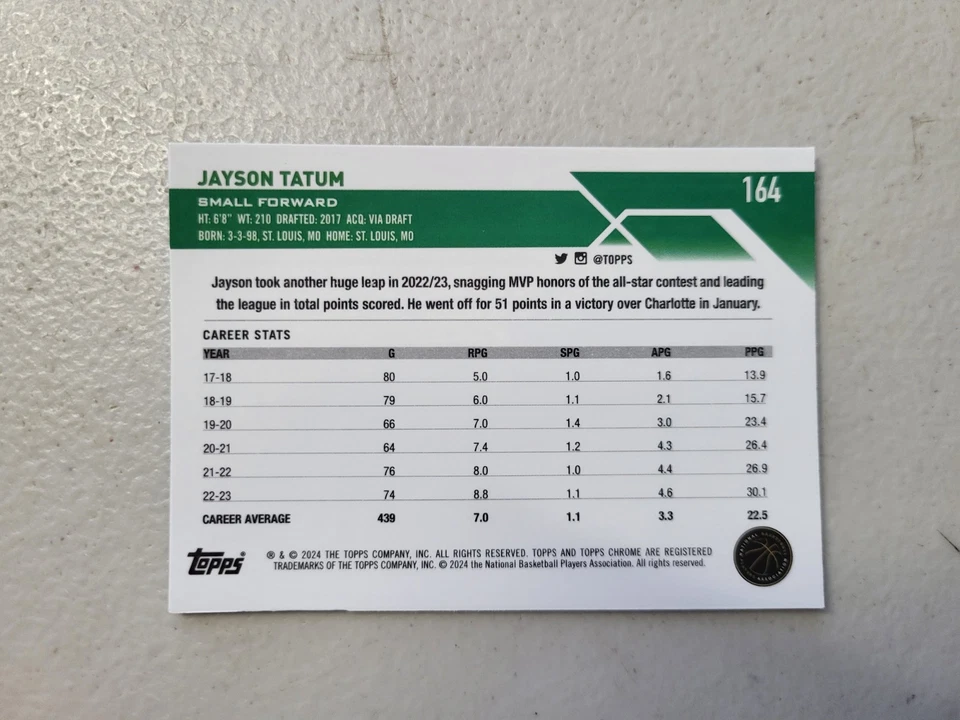 JAYSON TATUM
164
SMALL FORWARD
HT: 6'8" WT: 210 DRAFTED: 2017 ACQ: VIA DRAFT
BORN: 3-3-98, ST. LOUIS, MO HOME: ST. LOUIS, MO
@TOPPS
Jayson took another huge leap in 2022/23, snagging MVP honors of the all-star contest and leading
the league in total points scored. He went off for 51 points in a victory over Charlotte in January.
CAREER STATS
YEAR G RPG SPG APG PPG
17-18 80 5.0 1.0 1.6 13.9
18-19 79 6.0 1.1 2.1 15.7
19-20 66 7.0 1.4 3.0 23.4
20-21 64 7.4 1.2 4.3 26.4
21-22 76 8.0 1.0 4.4 26.9
22-23 74 8.8 1.1 4.6 30.1
CAREER AVERAGE 439 7.0 1.1 3.3 22.5
Topps®
® & © 2024 THE TOPPS COMPANY, INC. ALL RIGHTS RESERVED. TOPPS AND TOPPS CHROME ARE REGISTERED
TRADEMARKS OF THE TOPPS COMPANY, INC. © 2024 the National Basketball Players Association. All rights reserved.